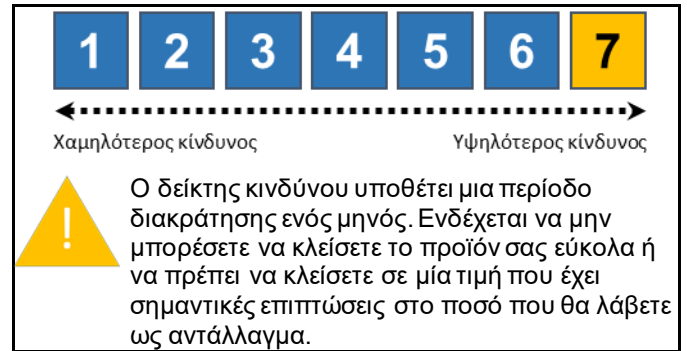 1 2 3 4 5 6 7
Χαμηλότερος κίνδυνος Υψηλότερος κίνδυνος
!
Ο δείκτης κινδύνου υποθέτει μια περίοδο
διακράτησης ενός μηνός. Ενδέχεται να μην
μπορέσετε να κλείσετε το προϊόν σας εύκολα ή
να πρέπει να κλείσετε σε μία τιμή που έχει
σημαντικές επιπτώσεις στο ποσό που θα λάβετε
ως αντάλλαγμα.